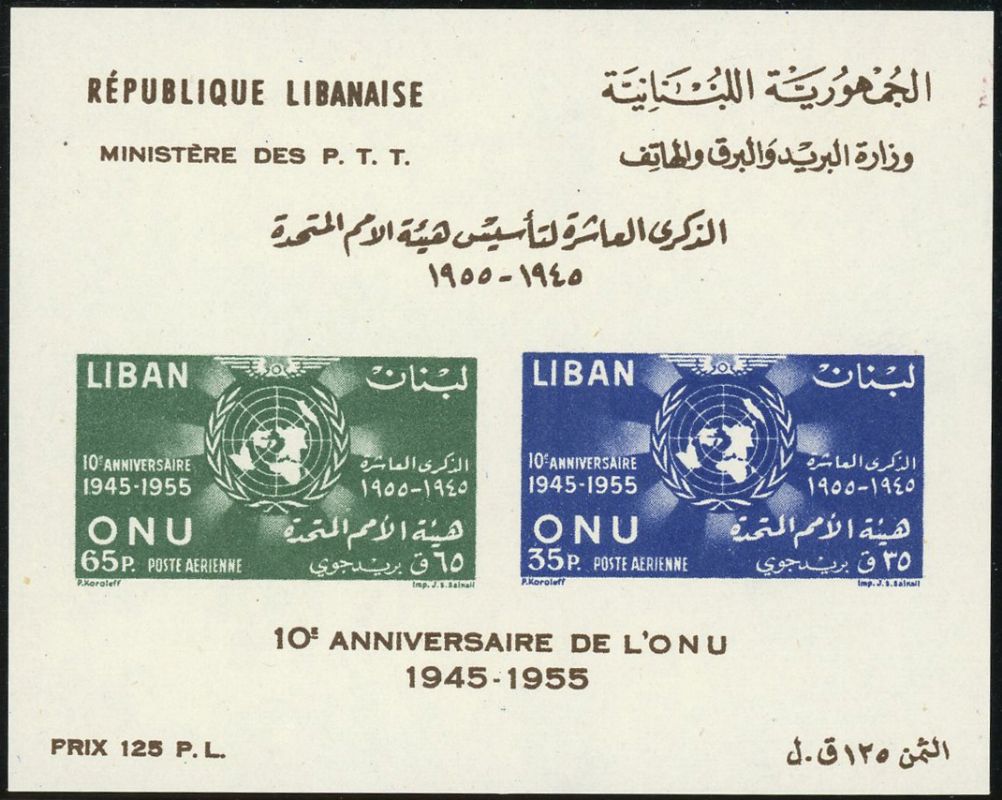 RÉPUBLIQUE LIBANAISE
الجمهورية اللبنانية
MINISTÈRE DES P. T. T.
وزارة البريد والبرق والهاتف
الذكرى العاشرة لتأسيس هيئة الأمم المتحدة
١٩٤٥-١٩٥٥
LIBAN
لبنان
10e ANNIVERSAIRE
الذكرى العاشرة
1945-1955
١٩٤٥-١٩٥٥
ONU
هيئة الأمم المتحدة
65P. POSTE AERIENNE
٦٥ ق بريد جوي
P.Koroleff
Imp. J. S. Saikali
LIBAN
لبنان
10e ANNIVERSAIRE
الذكرى العاشرة
1945-1955
١٩٤٥-١٩٥٥
ONU
هيئة الأمم المتحدة
35P. POSTE AERIENNE
٣٥ ق بريد جوي
P.Koroleff
Imp. J. S. Saikali
10E ANNIVERSAIRE DE L'ONU
1945-1955
PRIX 125 P.L.
الثمن ١٢٥ ق.ل